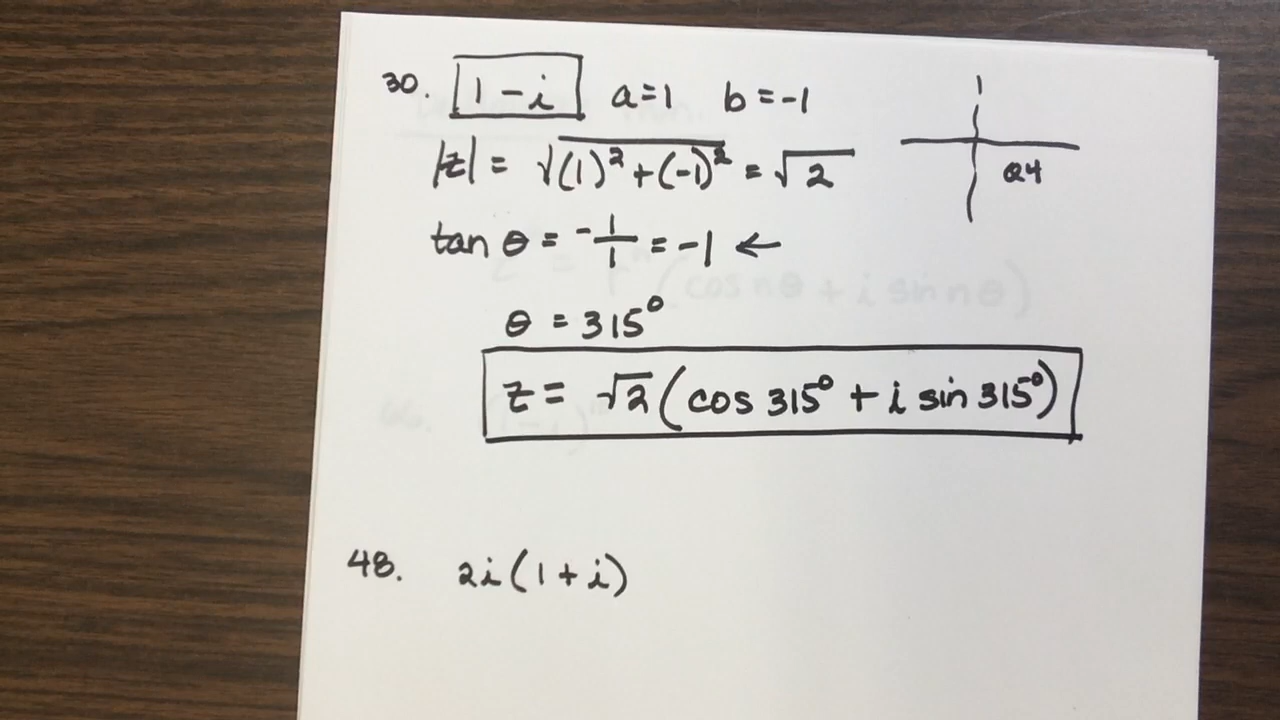 30. 1 - i a = 1 b = -1
|z| = √(1)² + (-1)² = √2
Q4
tan θ = - 1/1 = -1 ←
θ = 315°
z = √2 (cos 315° + i sin 315°)
48. 2i(1 + i)